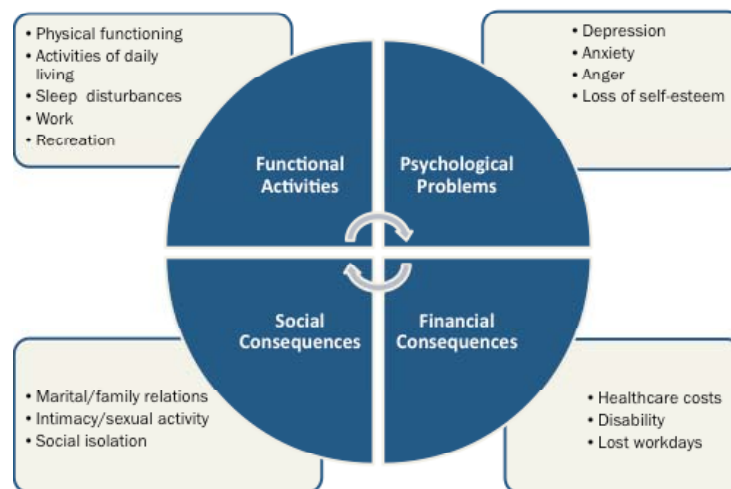 • Physical functioning
• Activities of daily
living
• Sleep disturbances
• Work
• Recreation
• Depression
• Anxiety
• Anger
• Loss of self-esteem
Functional
Activities
Psychological
Problems
Social
Consequences
Financial
Consequences
• Marital/family relations
• Intimacy/sexual activity
• Social isolation
• Healthcare costs
• Disability
• Lost workdays